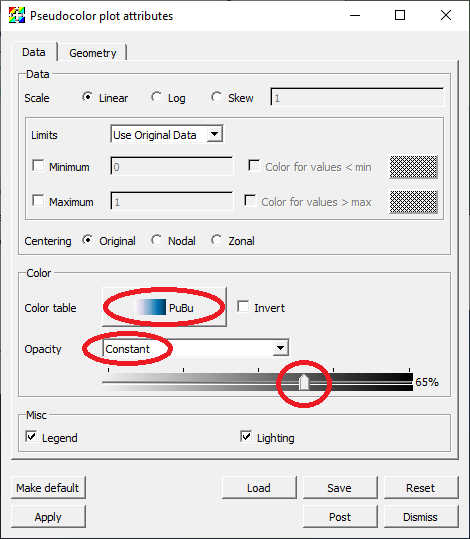 Pseudocolor plot attributes
Data Geometry
Data
Scale Linear Log Skew 1
Limits Use Original Data
Minimum 0 Color for values < min
Maximum 1 Color for values > max
Centering Original Nodal Zonal
Color
Color table PuBu Invert
Opacity Constant
65%
Misc
Legend Lighting
Make default Load Save Reset
Apply Post Dismiss